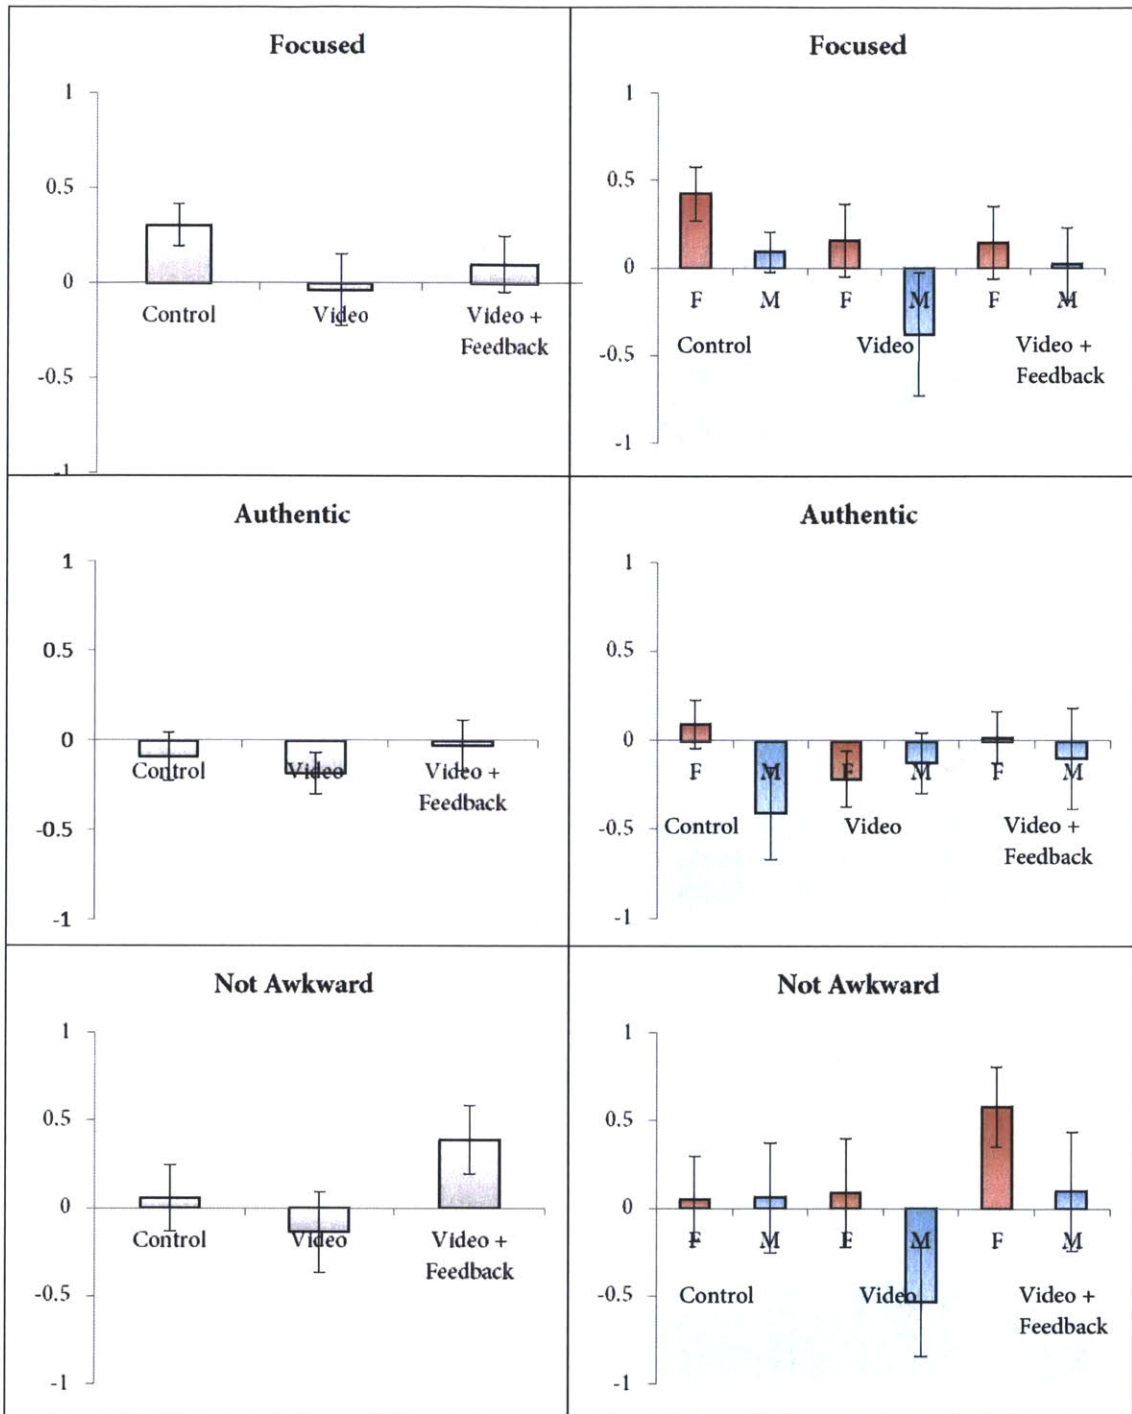 Focused
1
0.5
0
-0.5
-1
Control
Video
Video +
Feedback
Focused
1
0.5
0
-0.5
-1
F M F M F M
Control Video Video +
Feedback
Authentic
1
0.5
0
-0.5
-1
Control
Video
Video +
Feedback
Authentic
1
0.5
0
-0.5
-1
F M F M F M
Control Video Video +
Feedback
Not Awkward
1
0.5
0
-0.5
-1
Control
Video
Video +
Feedback
Not Awkward
1
0.5
0
-0.5
-1
F M F M F M
Control Video Video +
Feedback